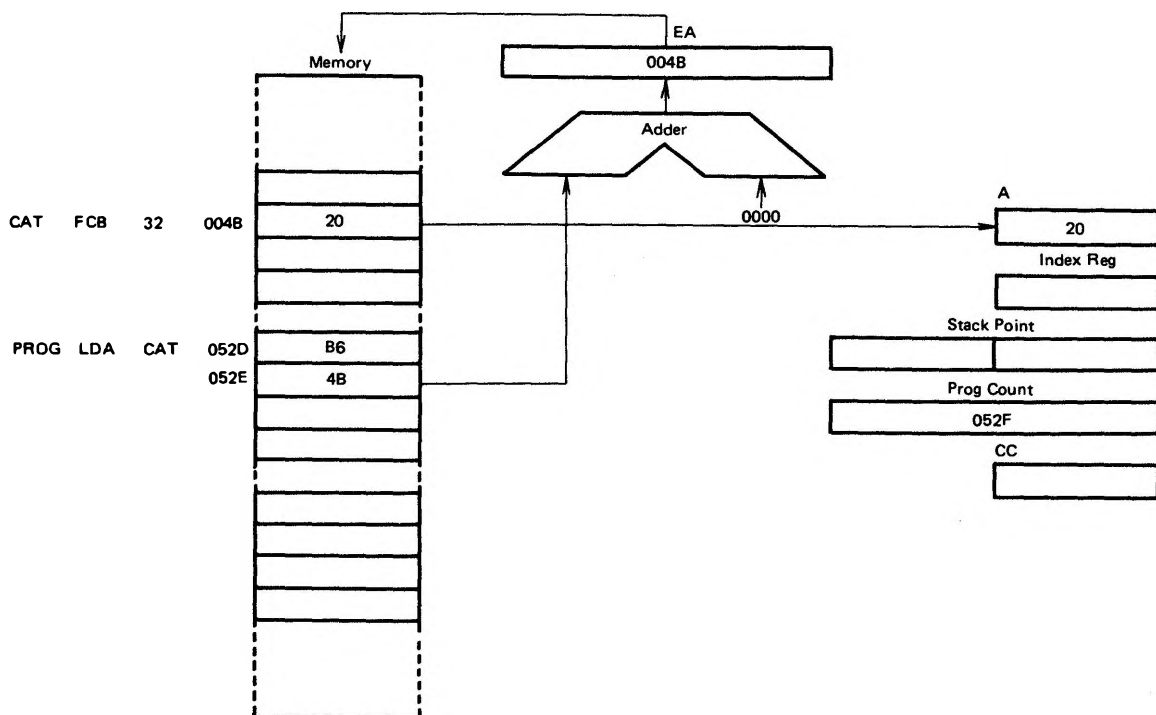 EA
Memory
004B
Adder
A
CAT FCB 32 004B 20
0000
20
Index Reg
Stack Point
PROG LDA CAT 052D B6
052E 4B
Prog Count
052F
CC